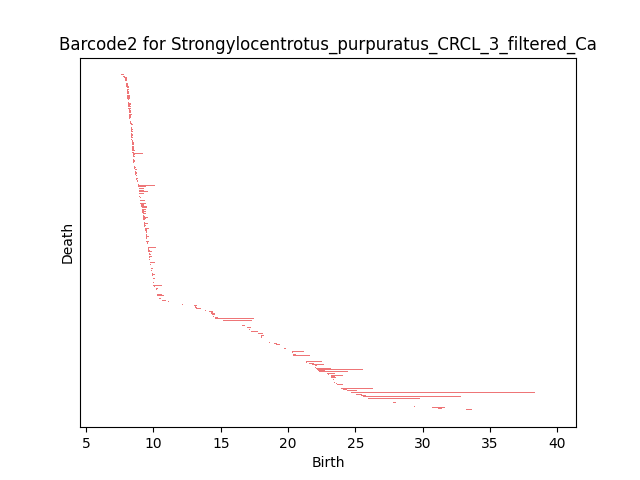 Barcode2 for Strongylocentrotus_purpuratus_CRCL_3_filtered_Ca
Death
5 10 15 20 25 30 35 40
Birth